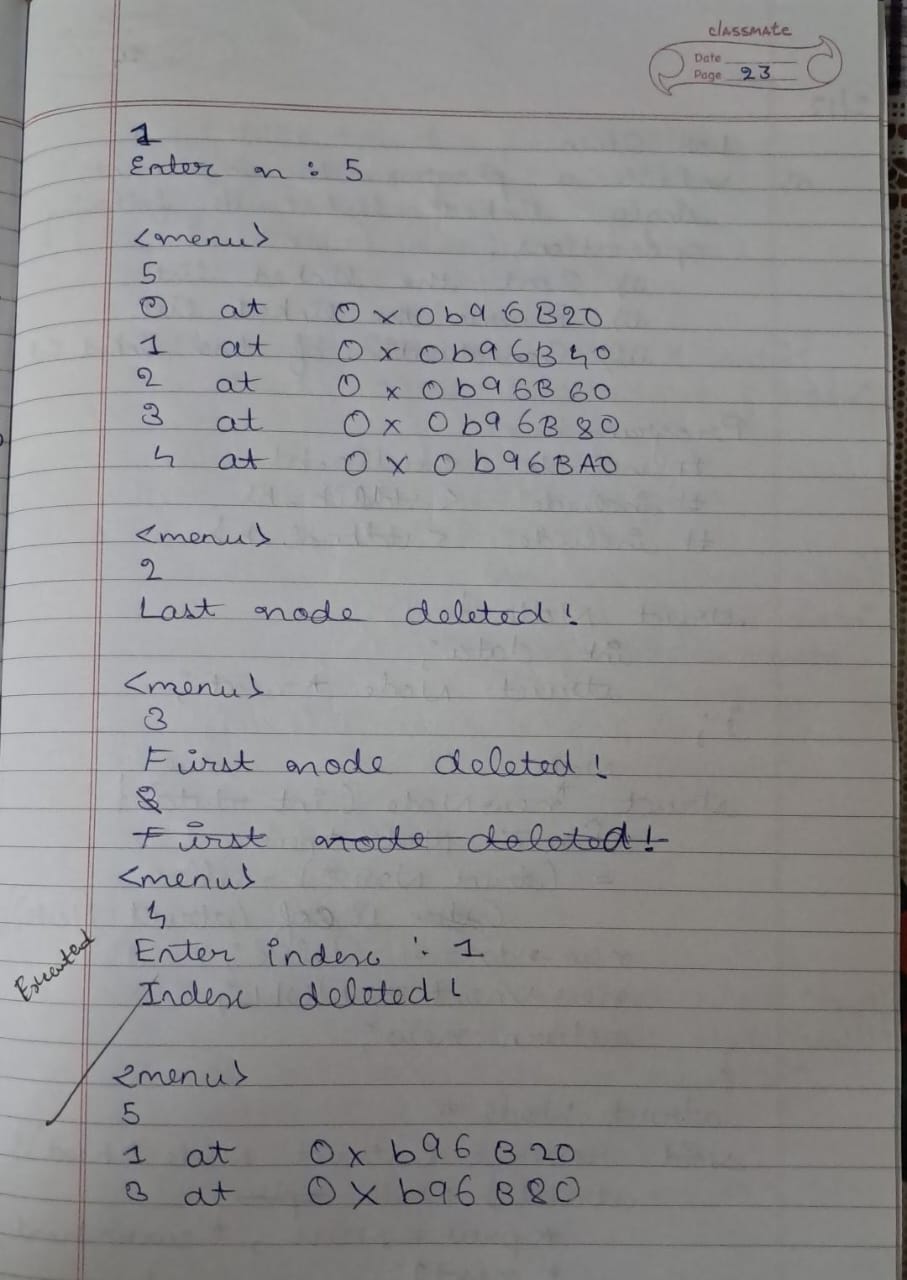 classmate
Date
Page 23
1
Enter n : 5
<menu>
5
0 at 0x0b96B20
1 at 0x0b96B40
2 at 0x0b96B60
3 at 0x0b96B80
4 at 0x0b96BA0
<menu>
2
Last node deleted!
<menu>
3
First node deleted!
First node deleted!
<menu>
4
Enter index : 1
Executed
Index deleted!
<menu>
5
1 at 0xb96B20
3 at 0xb96B80